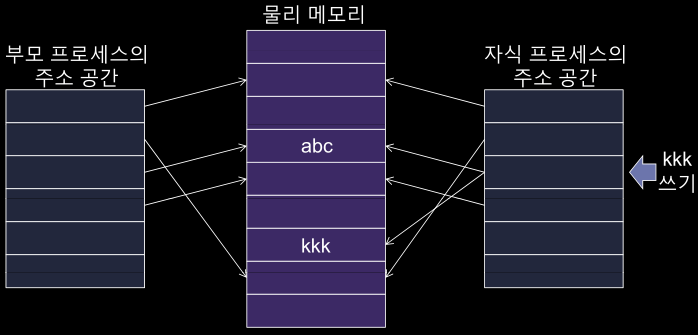 물리 메모리
부모 프로세스의
주소 공간
자식 프로세스의
주소 공간
abc
kkk
kkk
쓰기